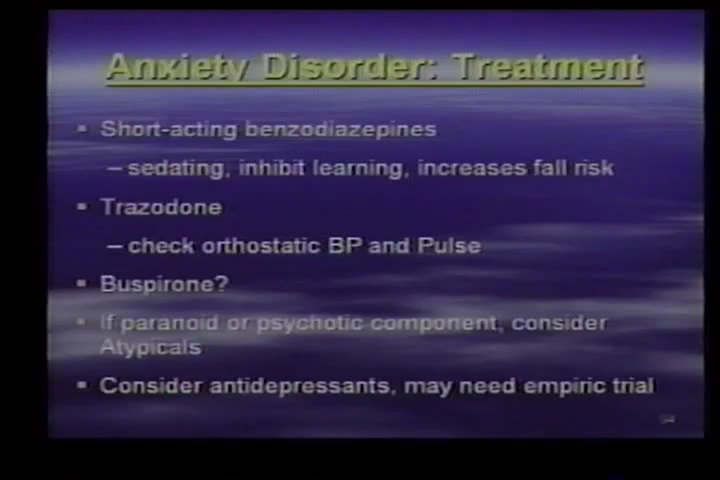 Anxiety Disorder: Treatment
▪ Short-acting benzodiazepines
– sedating, inhibit learning, increases fall risk
▪ Trazodone
– check orthostatic BP and Pulse
▪ Buspirone?
▪ If paranoid or psychotic component, consider
Atypicals
▪ Consider antidepressants, may need empiric trial